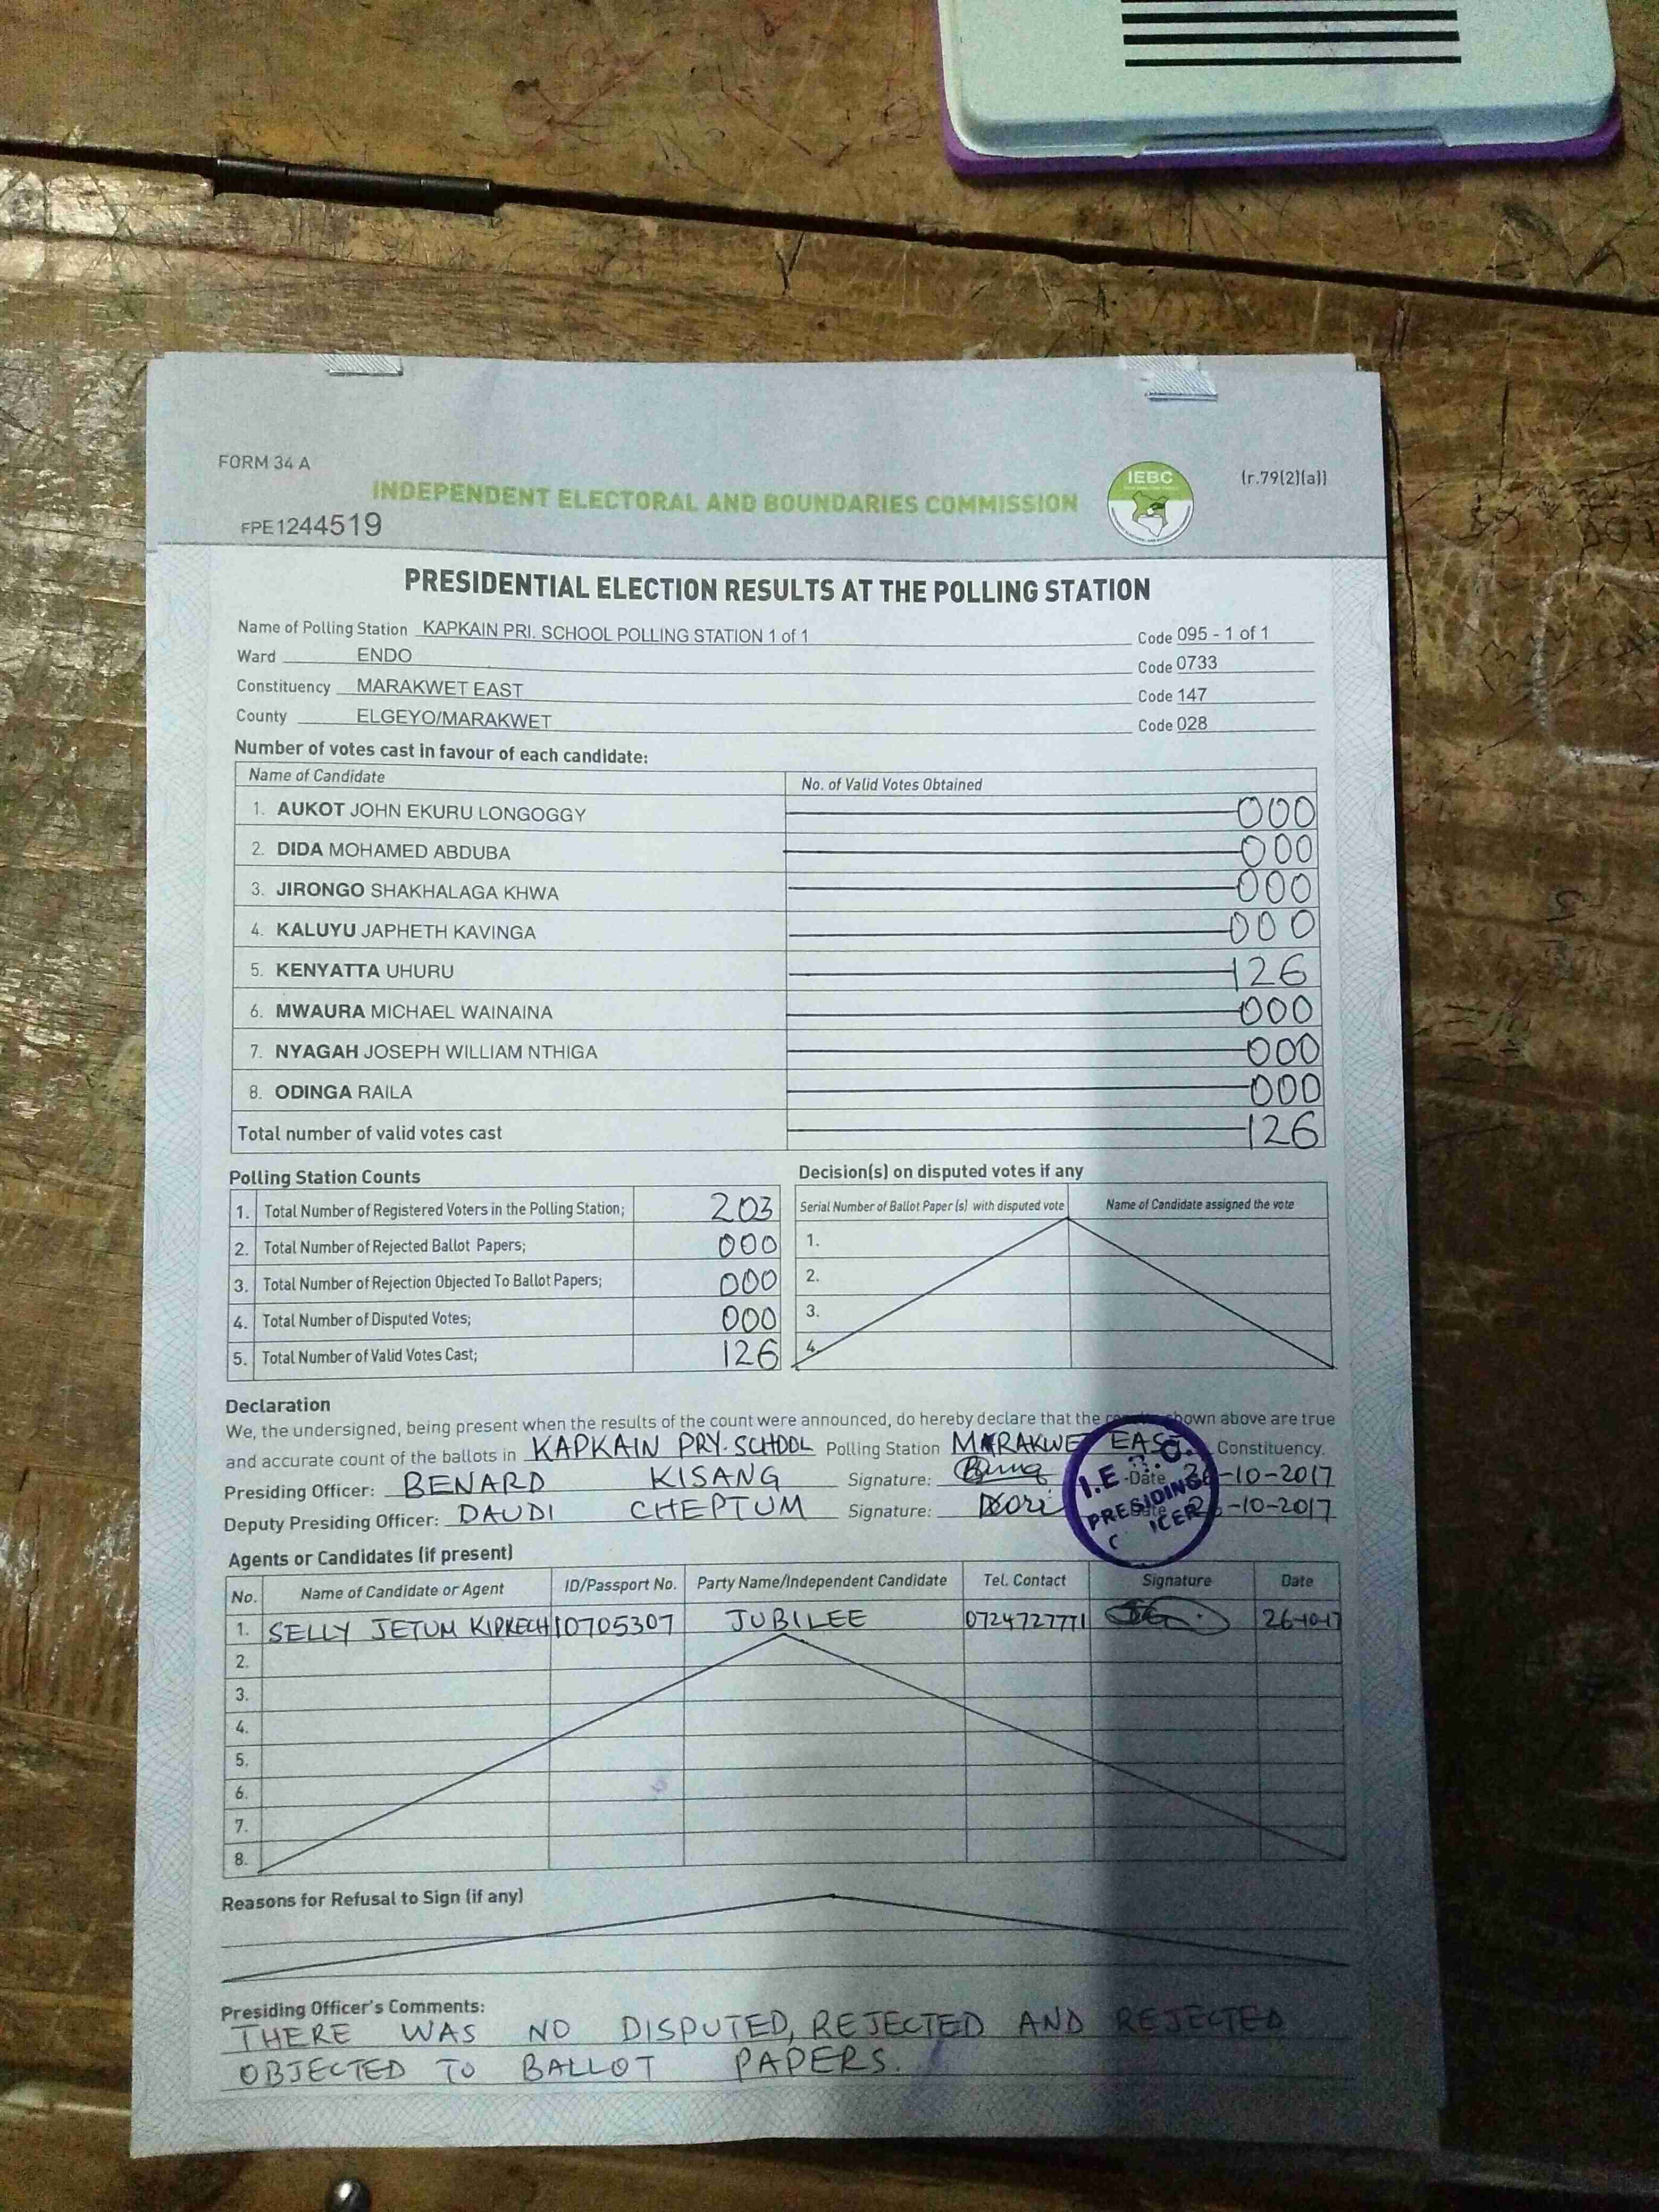 FORM 34 A
(r.79(2)(a))
IEBC
INDEPENDENT ELECTORAL AND BOUNDARIES COMMISSION
FPE1244519
PRESIDENTIAL ELECTION RESULTS AT THE POLLING STATION
Name of Polling Station KAPKAIN PRI. SCHOOL POLLING STATION 1 of 1 Code 095 - 1 of 1
Ward ENDO Code 0733
Constituency MARAKWET EAST Code 147
County ELGEYO/MARAKWET Code 028
Number of votes cast in favour of each candidate:
Name of Candidate No. of Valid Votes Obtained
1. AUKOT JOHN EKURU LONGOGGY 000
2. DIDA MOHAMED ABDUBA 000
3. JIRONGO SHAKHALAGA KHWA 000
4. KALUYU JAPHETH KAVINGA 000
5. KENYATTA UHURU 126
6. MWAURA MICHAEL WAINAINA 000
7. NYAGAH JOSEPH WILLIAM NTHIGA 000
8. ODINGA RAILA 000
Total number of valid votes cast 126
Polling Station Counts
1. Total Number of Registered Voters in the Polling Station; 203
2. Total Number of Rejected Ballot Papers; 000
3. Total Number of Rejection Objected To Ballot Papers; 000
4. Total Number of Disputed Votes; 000
5. Total Number of Valid Votes Cast; 126
Decision(s) on disputed votes if any
Serial Number of Ballot Paper (s) with disputed vote Name of Candidate assigned the vote
1.
2.
3.
4.
Declaration
We, the undersigned, being present when the results of the count were announced, do hereby declare that the results shown above are true
and accurate count of the ballots in KAPKAIN PRY. SCHOOL Polling Station MARAKWET EAST Constituency.
Presiding Officer: BENARD KISANG Signature: Date 26-10-2017
Deputy Presiding Officer: DAUDI CHEPTUM Signature: Date 26-10-2017
I.E.B.C.
PRESIDING
OFFICER
Agents or Candidates (if present)
No. Name of Candidate or Agent ID/Passport No. Party Name/Independent Candidate Tel. Contact Signature Date
1. SELLY JETUM KIPKECH 10705307 JUBILEE 0724727771 26-10-17
2.
3.
4.
5.
6.
7.
8.
Reasons for Refusal to Sign (if any)
Presiding Officer's Comments:
THERE WAS NO DISPUTED, REJECTED AND REJECTED
OBJECTED TO BALLOT PAPERS.